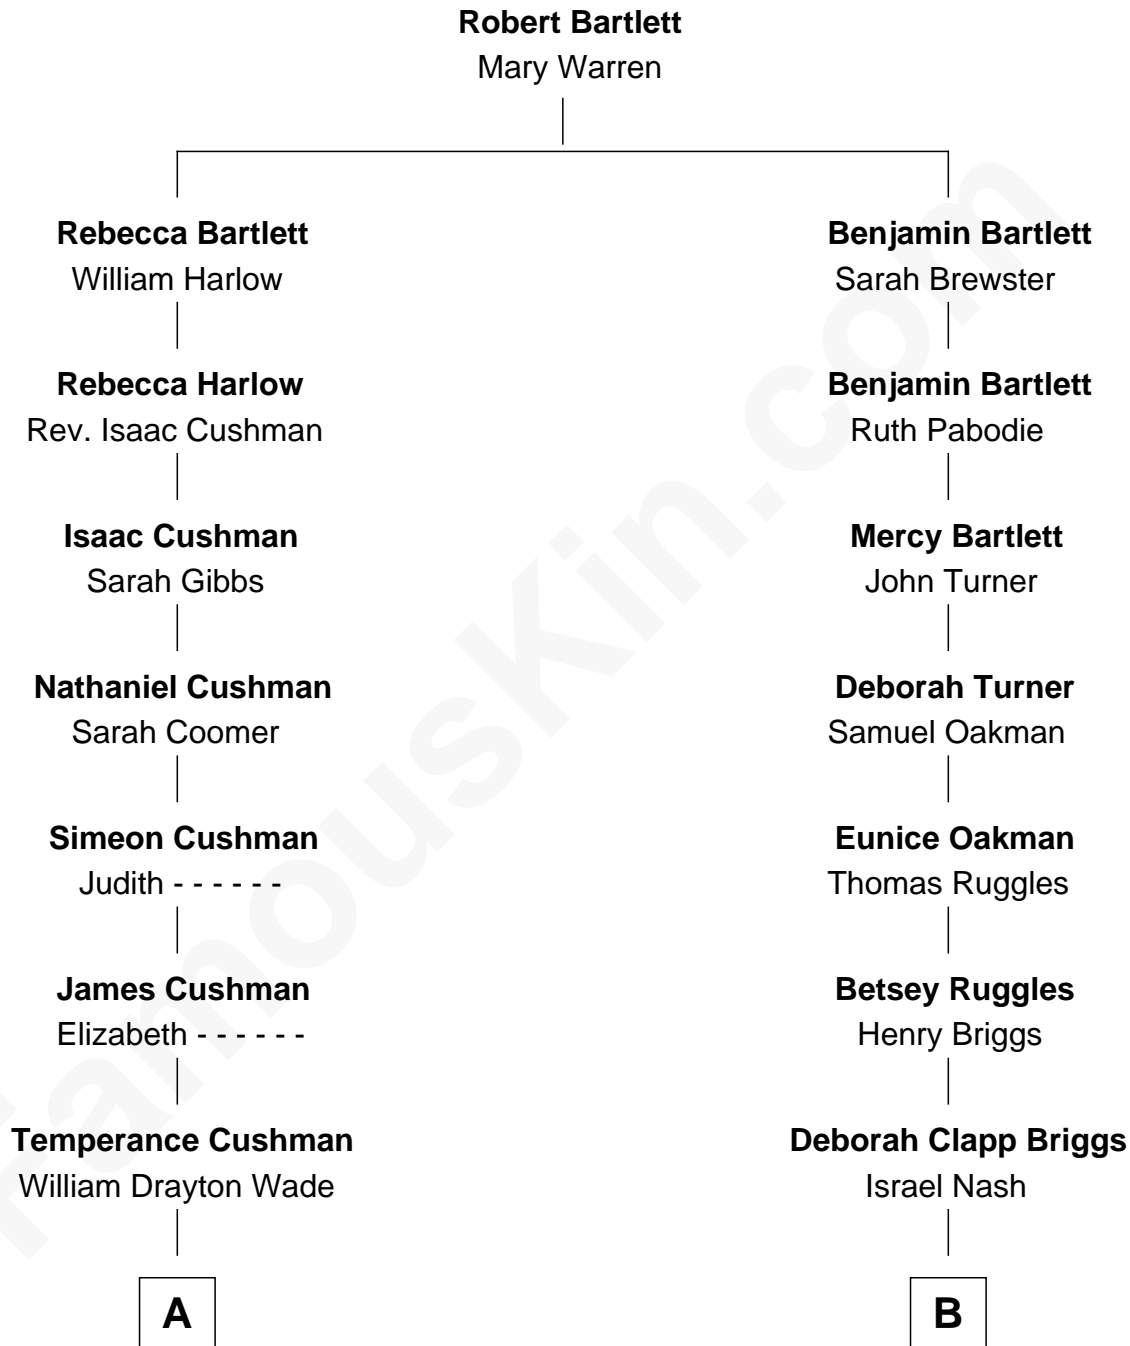 Robert Bartlett
Mary Warren
Rebecca Bartlett
William Harlow
Benjamin Bartlett
Sarah Brewster
Rebecca Harlow
Rev. Isaac Cushman
Benjamin Bartlett
Ruth Pabodie
Isaac Cushman
Sarah Gibbs
Mercy Bartlett
John Turner
Nathaniel Cushman
Sarah Coomer
Deborah Turner
Samuel Oakman
Simeon Cushman
Judith - - - - - -
Eunice Oakman
Thomas Ruggles
James Cushman
Elizabeth - - - - - -
Betsey Ruggles
Henry Briggs
Temperance Cushman
William Drayton Wade
Deborah Clapp Briggs
Israel Nash
A
B
FamousKin.com